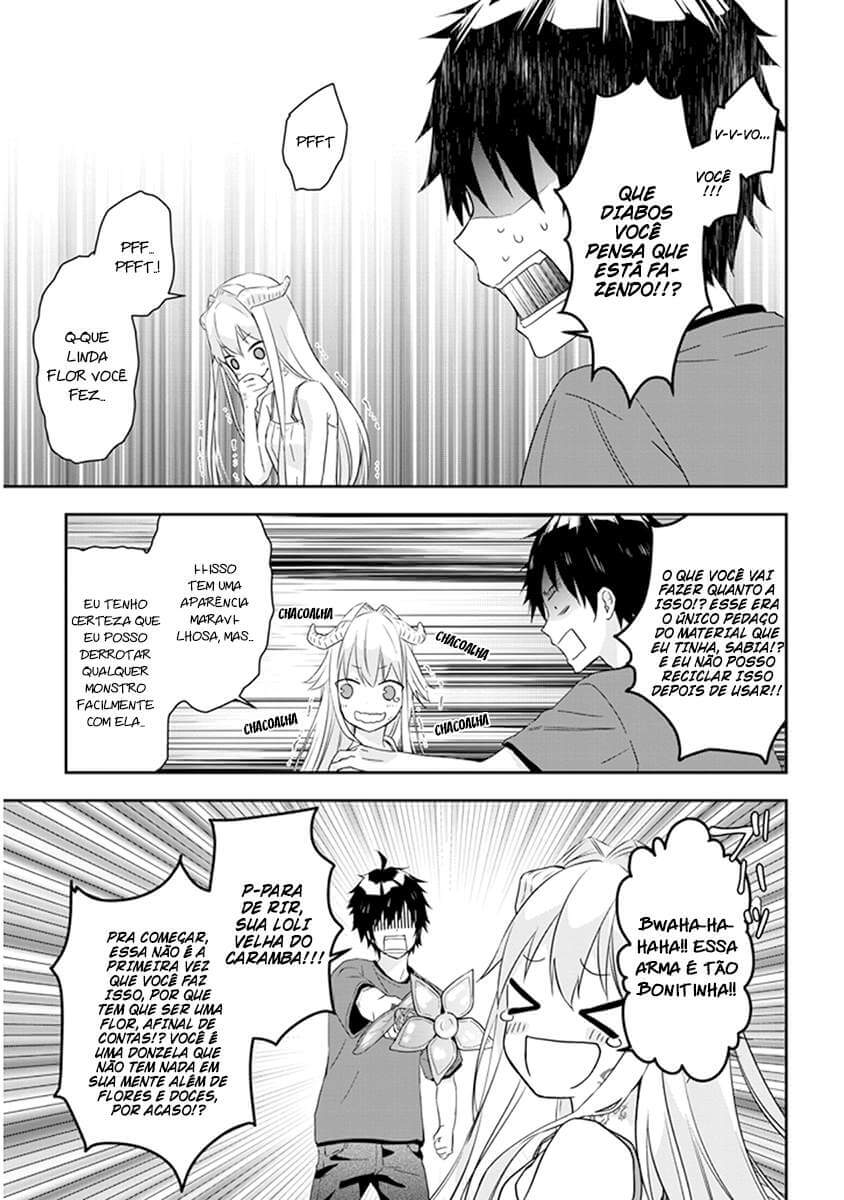 V-V-VO...
VOCÊ
!!!
QUE
DIABOS
VOCÊ
PENSA QUE
ESTÁ FA-
ZENDO!!?
PFFT
PFF..
PFFT..!
Q-QUE
LINDA
FLOR VOCÊ
FEZ..
O QUE VOCÊ VAI
FAZER QUANTO A
ISSO!? ESSE ERA
O ÚNICO PEDAÇO
DO MATERIAL QUE
EU TINHA, SABIA!?
E EU NÃO POSSO
RECICLAR ISSO
DEPOIS DE USAR!!
CHACOALHA
CHACOALHA
CHACOALHA
CHACOALHA
I-I-ISSO
TEM UMA
APARÊNCIA
MARAVI-
LHOSA, MAS..
EU TENHO
CERTEZA QUE
EU POSSO
DERROTAR
QUALQUER
MONSTRO
FACILMENTE
COM ELA..
BWAHA-HA-
HAHA!! ESSA
ARMA É TÃO
BONITINHA!!
P-PARA
DE RIR,
SUA LOLI
VELHA DO
CARAMBA!!!
PRA COMEÇAR,
ESSA NÃO É A
PRIMEIRA VEZ
QUE VOCÊ FAZ
ISSO, POR QUE
TEM QUE SER UMA
FLOR, AFINAL DE
CONTAS!? VOCÊ É
UMA DONZELA QUE
NÃO TEM NADA EM
SUA MENTE ALÉM DE
FLORES E DOCES,
POR ACASO!?